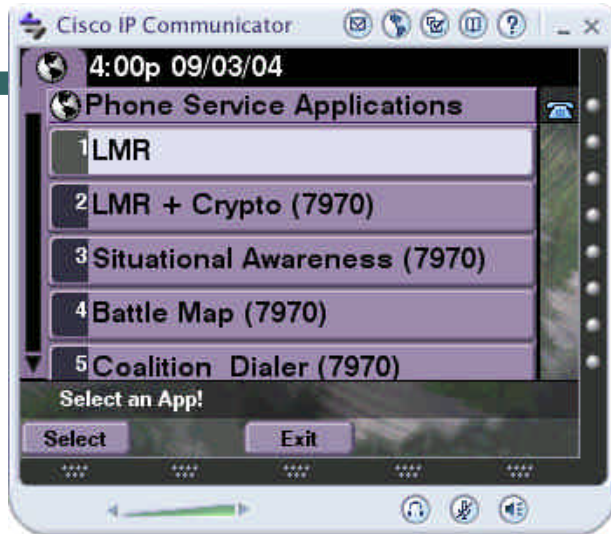 Cisco IP Communicator
4:00p 09/03/04
Phone Service Applications
1 LMR
2 LMR + Crypto (7970)
3 Situational Awareness (7970)
4 Battle Map (7970)
5 Coalition Dialer (7970)
Select an App!
Select Exit